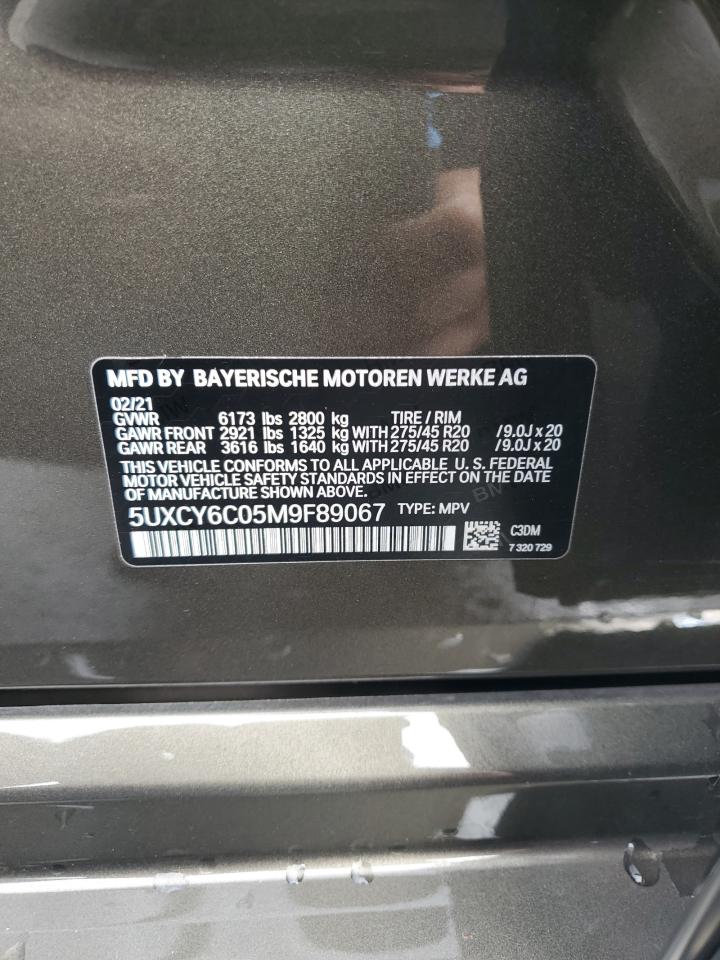 MFD BY BAYERISCHE MOTOREN WERKE AG
02/21
GVWR 6173 lbs 2800 kg TIRE / RIM
GAWR FRONT 2921 lbs 1325 kg WITH 275/45 R20 /9.0J x 20
GAWR REAR 3616 lbs 1640 kg WITH 275/45 R20 /9.0J x 20
THIS VEHICLE CONFORMS TO ALL APPLICABLE U. S. FEDERAL
MOTOR VEHICLE SAFETY STANDARDS IN EFFECT ON THE DATE
OF MANUFACTURE SHOWN ABOVE.
5UXCY6C05M9F89067 TYPE: MPV
C3DM
7 320 729